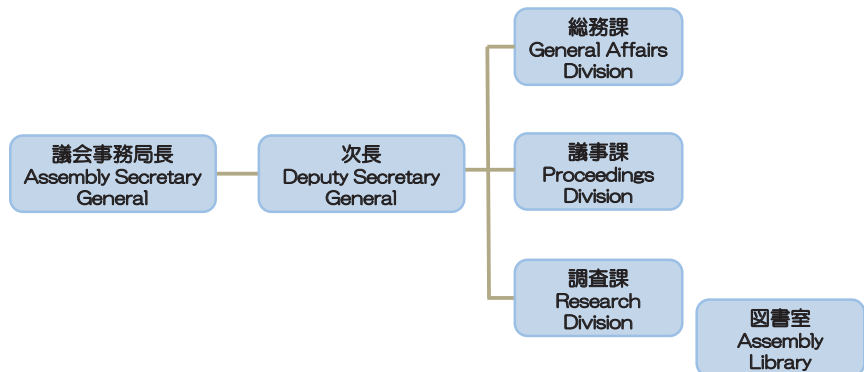 総務課
General Affairs
Division
議会事務局長
Assembly Secretary
General
次長
Deputy Secretary
General
議事課
Proceedings
Division
調査課
Research
Division
図書室
Assembly
Library